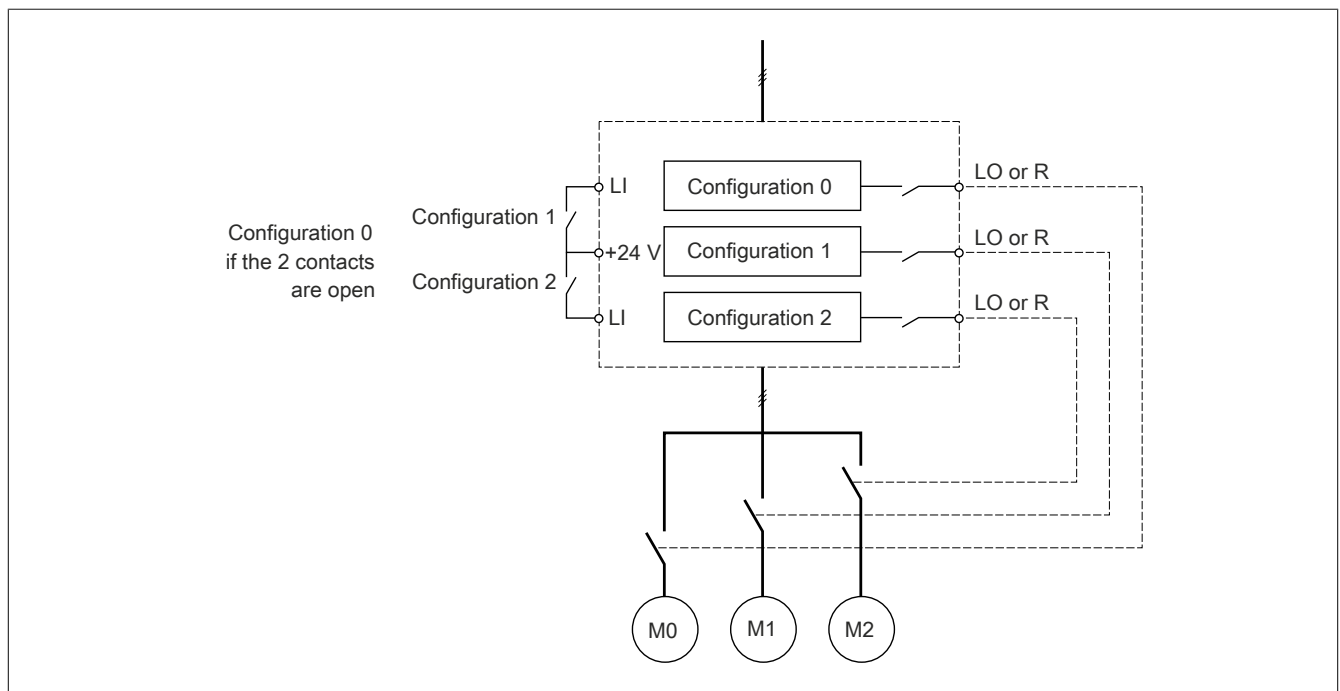 LI
Configuration 0
LO or R
Configuration 1
Configuration 0
if the 2 contacts
are open
+24 V
Configuration 1
LO or R
Configuration 2
LI
Configuration 2
LO or R
M0
M1
M2